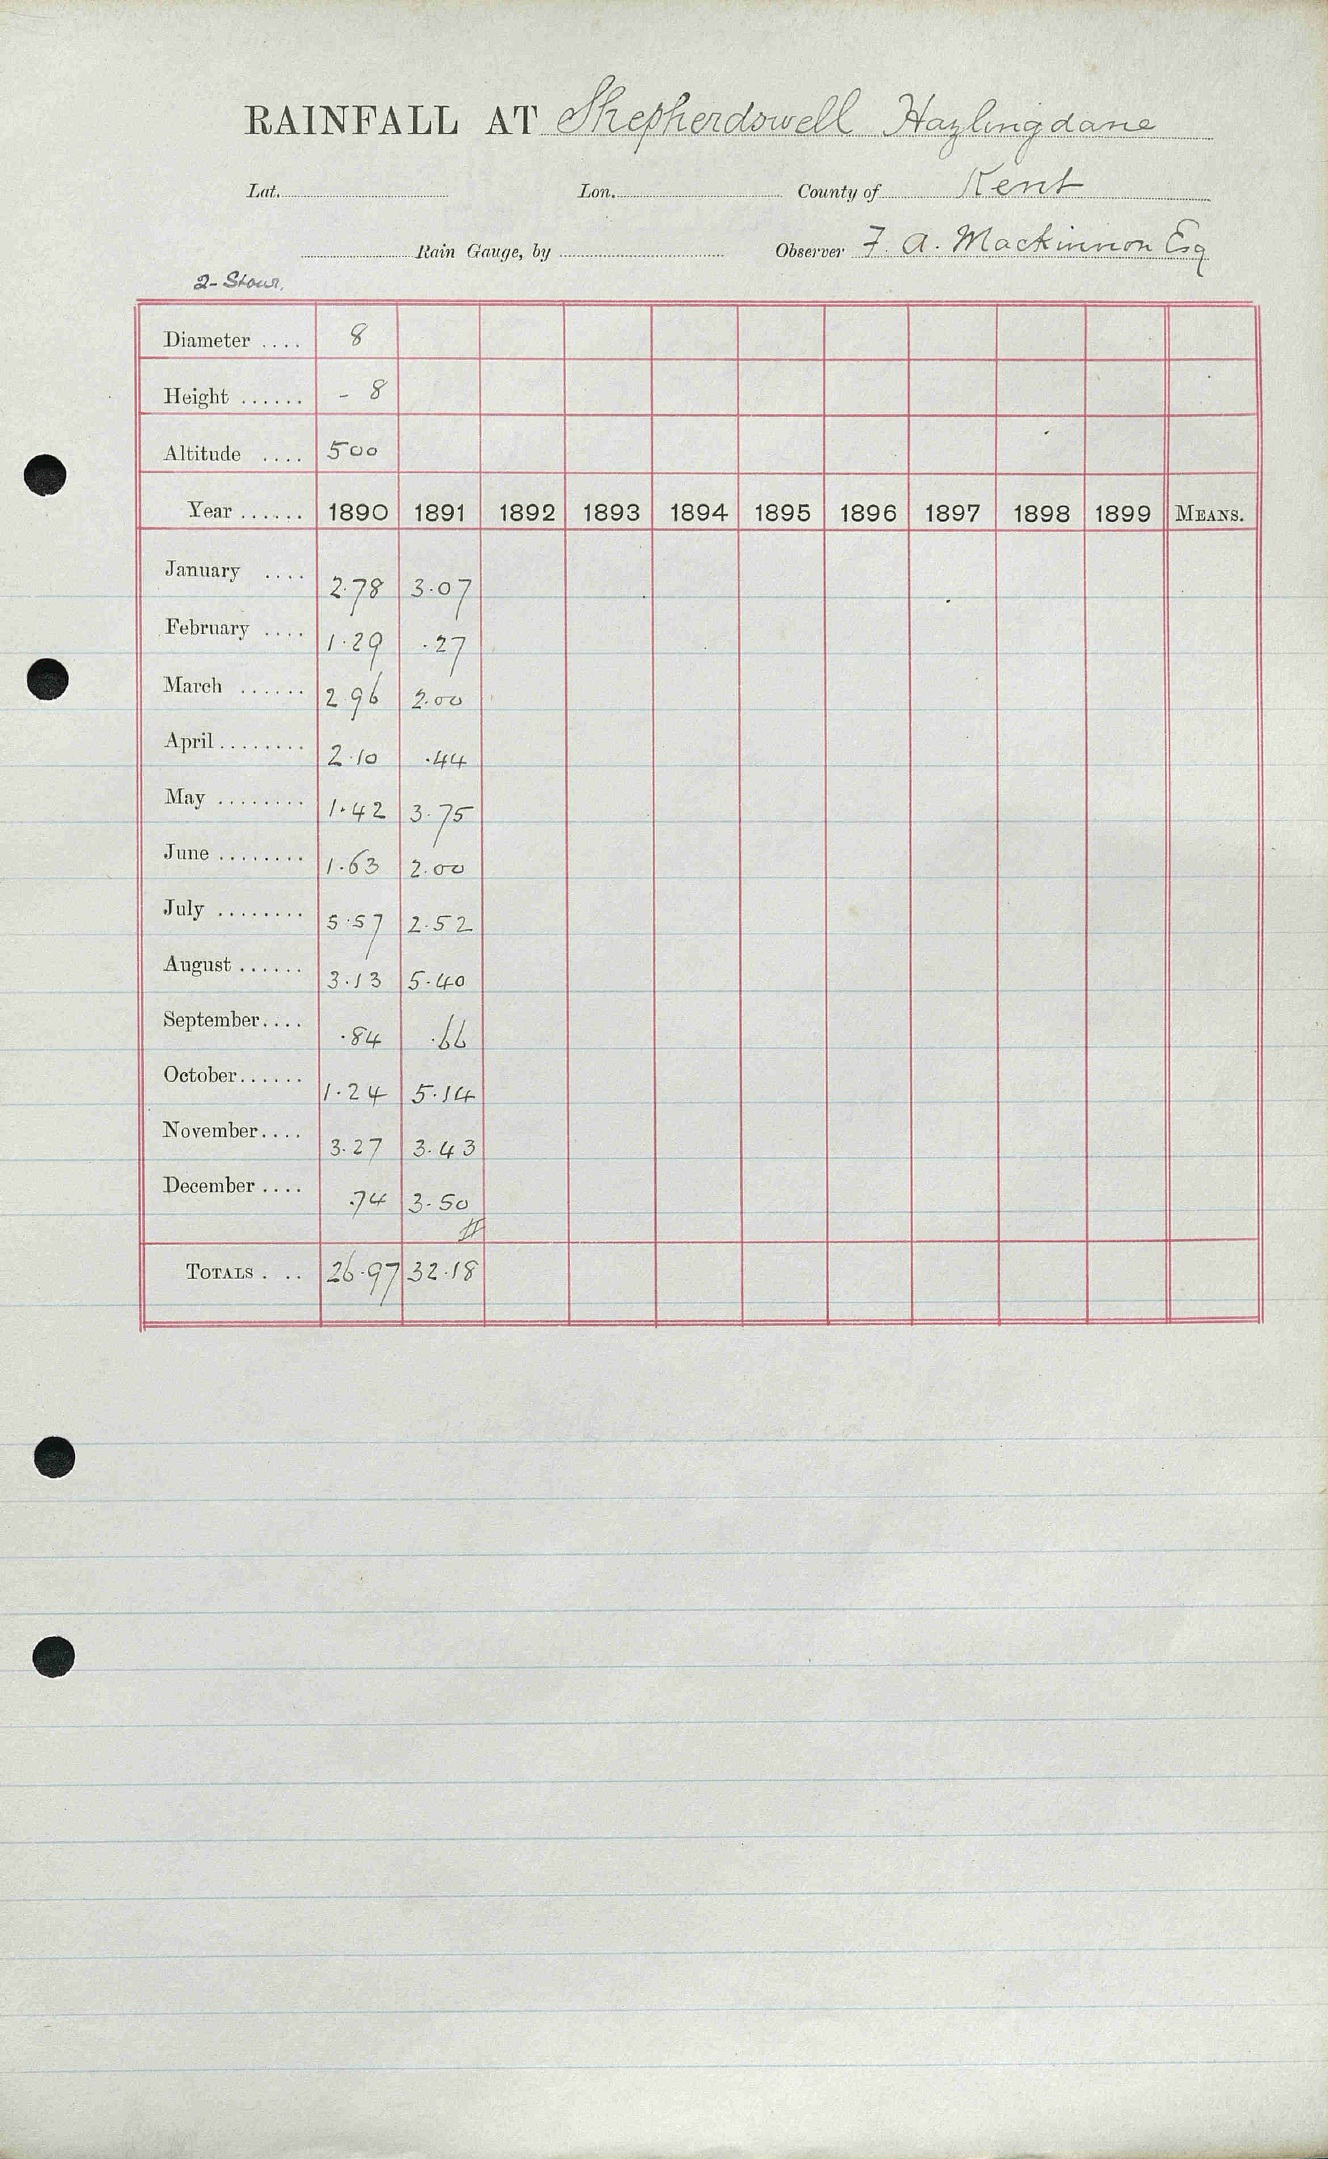 RAINFALL AT Shepherdswell Hazlingdane
Lat. Lon. County of Kent
Rain Gauge, by Observer F. A. Mackinnon Esq
2-Stour.
Diameter .... 8
Height ...... - 8
Altitude .... 500
Year ...... 1890 1891 1892 1893 1894 1895 1896 1897 1898 1899 MEANS.
January .... 2.78 3.07
February .... 1.29 .27
March ...... 2.96 2.00
April ........ 2.10 .44
May ........ 1.42 3.75
June ........ 1.63 2.00
July ........ 5.57 2.52
August ...... 3.13 5.40
September .... .84 .66
October ...... 1.24 5.14
November .... 3.27 3.43
December .... .74 3.50
TOTALS . .. 26.97 32.18